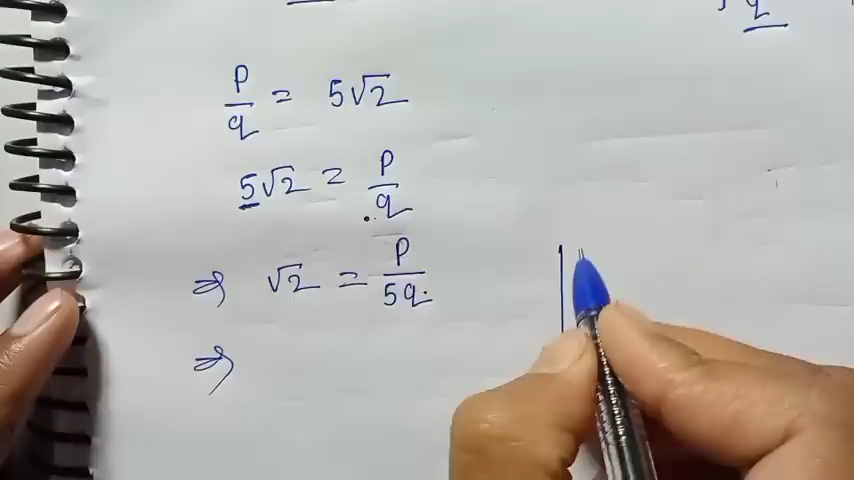 q
p/q = 5√2
5√2 = p/q
⇒ √2 = p/5q
⇒